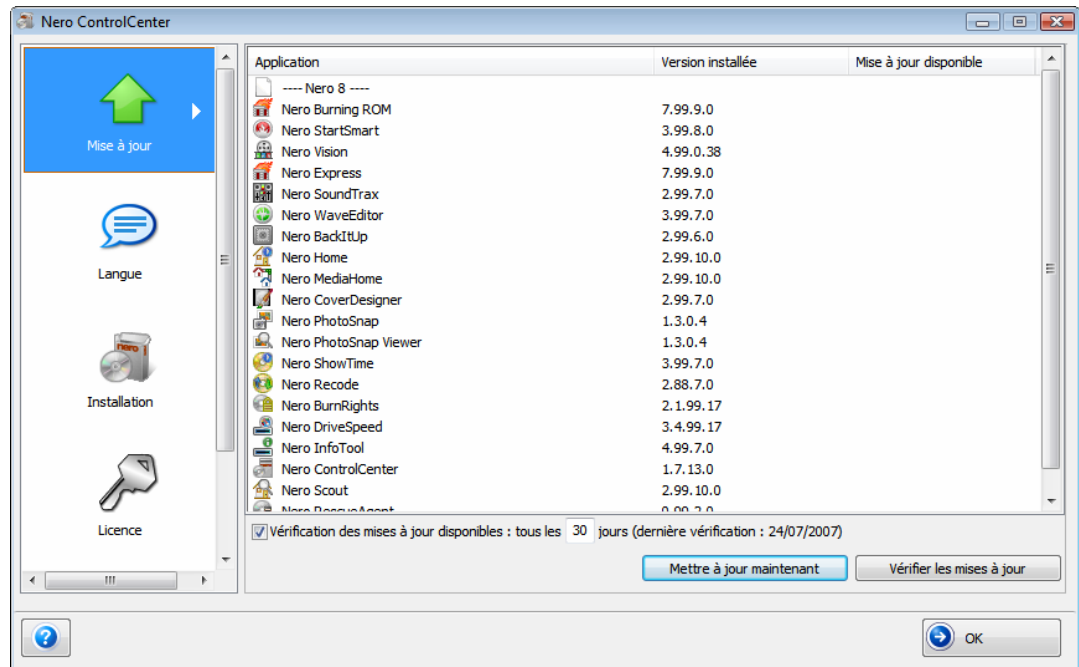 Nero ControlCenter
Mise à jour
Langue
nero
Installation
Licence
Application Version installée Mise à jour disponible
---- Nero 8 ----
Nero Burning ROM 7.99.9.0
Nero StartSmart 3.99.8.0
Nero Vision 4.99.0.38
Nero Express 7.99.9.0
Nero SoundTrax 2.99.7.0
Nero WaveEditor 3.99.7.0
Nero BackItUp 2.99.6.0
Nero Home 2.99.10.0
Nero MediaHome 2.99.10.0
Nero CoverDesigner 2.99.7.0
Nero PhotoSnap 1.3.0.4
Nero PhotoSnap Viewer 1.3.0.4
Nero ShowTime 3.99.7.0
Nero Recode 2.88.7.0
Nero BurnRights 2.1.99.17
Nero DriveSpeed 3.4.99.17
Nero InfoTool 4.99.7.0
Nero ControlCenter 1.7.13.0
Nero Scout 2.99.10.0
Nero RescueAgent
Vérification des mises à jour disponibles : tous les 30 jours (dernière vérification : 24/07/2007)
Mettre à jour maintenant Vérifier les mises à jour
? OK